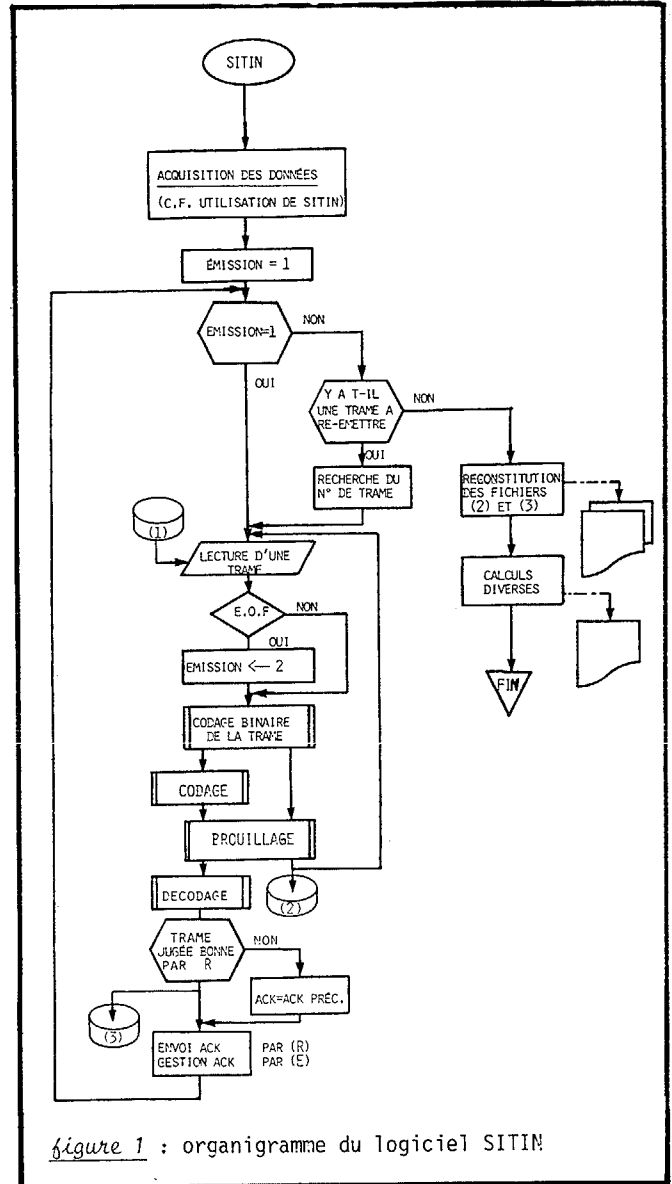 SITIN
ACQUISITION DES DONNÉES
(C.F. UTILISATION DE SITIN)
ÉMISSION = 1
EMISSION=1
NON
OUI
Y A T-IL
UNE TRAME A
RE-EMETTRE
NON
OUI
RECHERCHE DU
N° DE TRAME
RECONSTITUTION
DES FICHIERS
(2) ET (3)
(1)
LECTURE D'UNE
TRAME
CALCULS
DIVERSES
E.O.F
NON
OUI
EMISSION <— 2
FIN
CODAGE BINAIRE
DE LA TRAME
CODAGE
BROUILLAGE
DECODAGE
(2)
TRAME
JUGÉE BONNE
PAR R
NON
ACK=ACK PRÉC.
(3)
ENVOI ACK PAR (R)
GESTION ACK PAR (E)
figure 1 : organigramme du logiciel SITIN